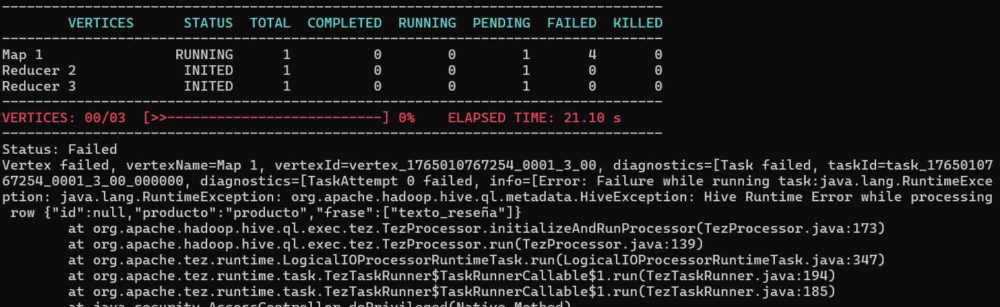 --------------------------------------------------------------------------------
        VERTICES      STATUS  TOTAL  COMPLETED  RUNNING  PENDING  FAILED  KILLED
--------------------------------------------------------------------------------
Map 1                RUNNING      1          0        0        1       4       0
Reducer 2             INITED      1          0        0        1       0       0
Reducer 3             INITED      1          0        0        1       0       0
--------------------------------------------------------------------------------
VERTICES: 00/03  [>>--------------------------] 0%    ELAPSED TIME: 21.10 s
--------------------------------------------------------------------------------
Status: Failed
Vertex failed, vertexName=Map 1, vertexId=vertex_1765010767254_0001_3_00, diagnostics=[Task failed, taskId=task_17650107
67254_0001_3_00_000000, diagnostics=[TaskAttempt 0 failed, info=[Error: Failure while running task:java.lang.RuntimeExce
ption: java.lang.RuntimeException: org.apache.hadoop.hive.ql.metadata.HiveException: Hive Runtime Error while processing
 row {"id":null,"producto":"producto","frase":["texto_reseña"]}
        at org.apache.hadoop.hive.ql.exec.tez.TezProcessor.initializeAndRunProcessor(TezProcessor.java:173)
        at org.apache.hadoop.hive.ql.exec.tez.TezProcessor.run(TezProcessor.java:139)
        at org.apache.tez.runtime.LogicalIOProcessorRuntimeTask.run(LogicalIOProcessorRuntimeTask.java:347)
        at org.apache.tez.runtime.task.TezTaskRunner$TaskRunnerCallable$1.run(TezTaskRunner.java:194)
        at org.apache.tez.runtime.task.TezTaskRunner$TaskRunnerCallable$1.run(TezTaskRunner.java:185)
        at java.security.AccessController.doPrivileged(Native Method)